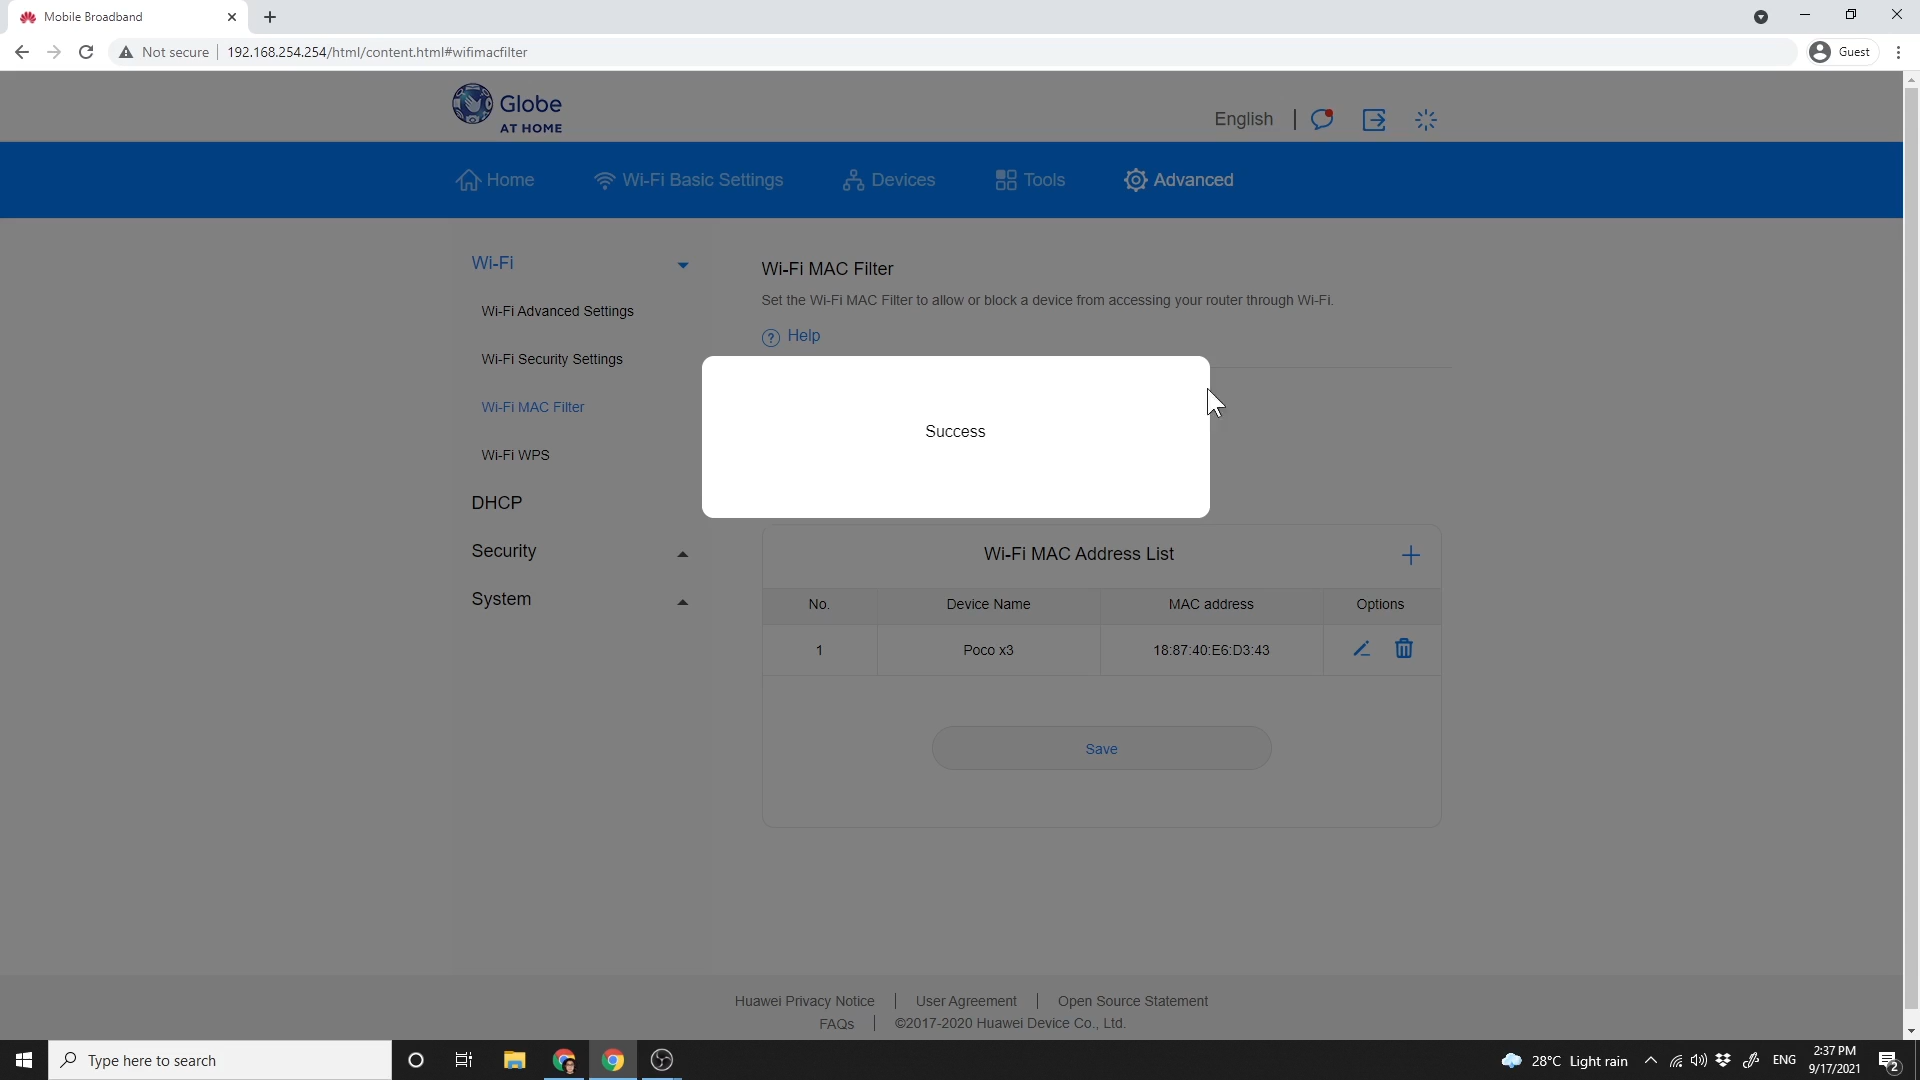 Mobile Broadband
Not secure 192.168.254.254/html/content.html#wifimacfilter Guest
Globe
AT HOME
English
Home Wi-Fi Basic Settings Devices Tools Advanced
Wi-Fi
Wi-Fi Advanced Settings
Wi-Fi Security Settings
Wi-Fi MAC Filter
Wi-Fi WPS
DHCP
Security
System
Wi-Fi MAC Filter
Set the Wi-Fi MAC Filter to allow or block a device from accessing your router through Wi-Fi.
? Help
Success
Wi-Fi MAC Address List
No. Device Name MAC address Options
1 Poco x3 18:87:40:E6:D3:43
Save
Huawei Privacy Notice User Agreement Open Source Statement
FAQs ©2017-2020 Huawei Device Co., Ltd.
Type here to search
28°C Light rain
ENG
2:37 PM
9/17/2021
2